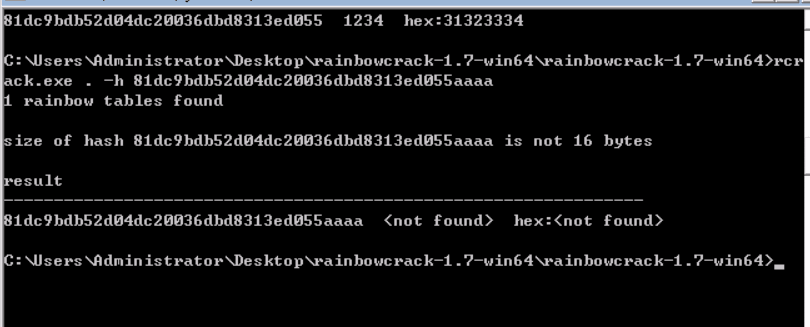 81dc9bdb52d04dc20036dbd8313ed055  1234  hex:31323334
C:\Users\Administrator\Desktop\rainbowcrack-1.7-win64\rainbowcrack-1.7-win64>rcr
ack.exe . -h 81dc9bdb52d04dc20036dbd8313ed055aaaa
1 rainbow tables found
size of hash 81dc9bdb52d04dc20036dbd8313ed055aaaa is not 16 bytes
result
----------------------------------------------------------------
81dc9bdb52d04dc20036dbd8313ed055aaaa  <not found>  hex:<not found>
C:\Users\Administrator\Desktop\rainbowcrack-1.7-win64\rainbowcrack-1.7-win64>_